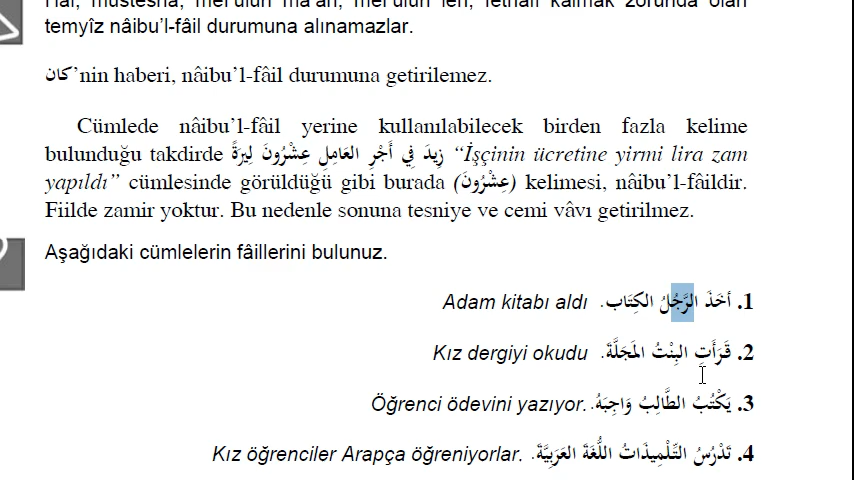 Hal, müstesna, mef'ûlün ma'ah, mef'ûlün leh, fethalı kalmak zorunda olan
temyîz nâibu’l-fâil durumuna alınamazlar.
كان’nin haberi, nâibu’l-fâil durumuna getirilemez.
Cümlede nâibu’l-fâil yerine kullanılabilecek birden fazla kelime
bulunduğu takdirde زِيدَ فِي أَجْرِ العَامِلِ عِشْرُونَ لِيرَةً “İşçinin ücretine yirmi lira zam
yapıldı” cümlesinde görüldüğü gibi burada (عِشْرُونَ) kelimesi, nâibu’l-fâildir.
Fiilde zamir yoktur. Bu nedenle sonuna tesniye ve cemi vâvı getirilmez.
Aşağıdaki cümlelerin fâillerini bulunuz.
1. أخَذَ الرَّجُلُ الكِتَاب. Adam kitabı aldı
2. قَرَأَتِ البِنْتُ المَجَلَّةَ. Kız dergiyi okudu
3. يَكْتُبُ الطَّالِبُ وَاجِبَهُ. Öğrenci ödevini yazıyor.
4. تَدْرُسُ التِّلْمِيذَاتُ اللُّغَةَ العَرَبِيَّةَ. Kız öğrenciler Arapça öğreniyorlar.